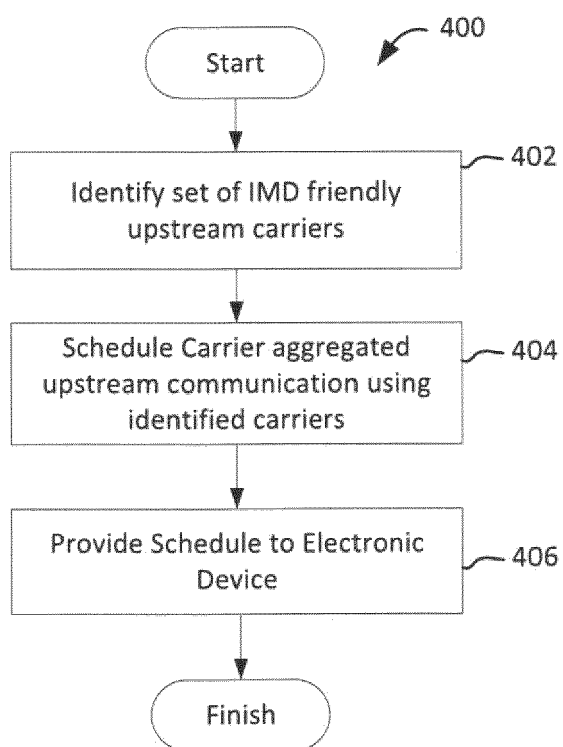 400
Start
402
Identify set of IMD friendly
upstream carriers
Schedule Carrier aggregated
upstream communication using
identified carriers
404
Provide Schedule to Electronic
Device
406
Finish